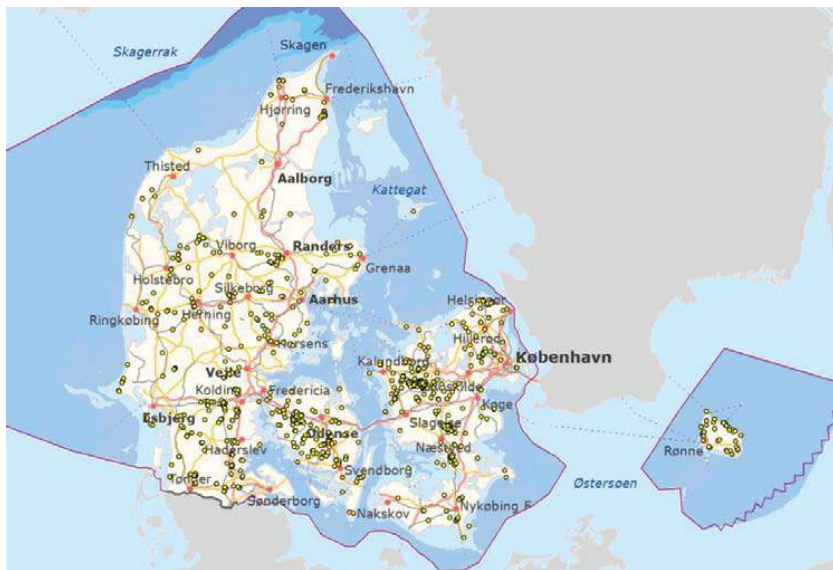 Skagen
Skagerrak
Frederikshavn
Hjørring
Thisted
Aalborg
Kattegat
Viborg
Randers
Grenaa
Holstebro
Silkeborg
Aarhus
Helsingør
Ringkøbing
Herning
Hillerød
Horsens
København
Kalundborg
Vejle
Roskilde
Kolding
Fredericia
Køge
Esbjerg
Slagelse
Odense
Næstved
Haderslev
Rønne
Svendborg
Tønder
Østersøen
Sønderborg
Nakskov
Nykøbing F